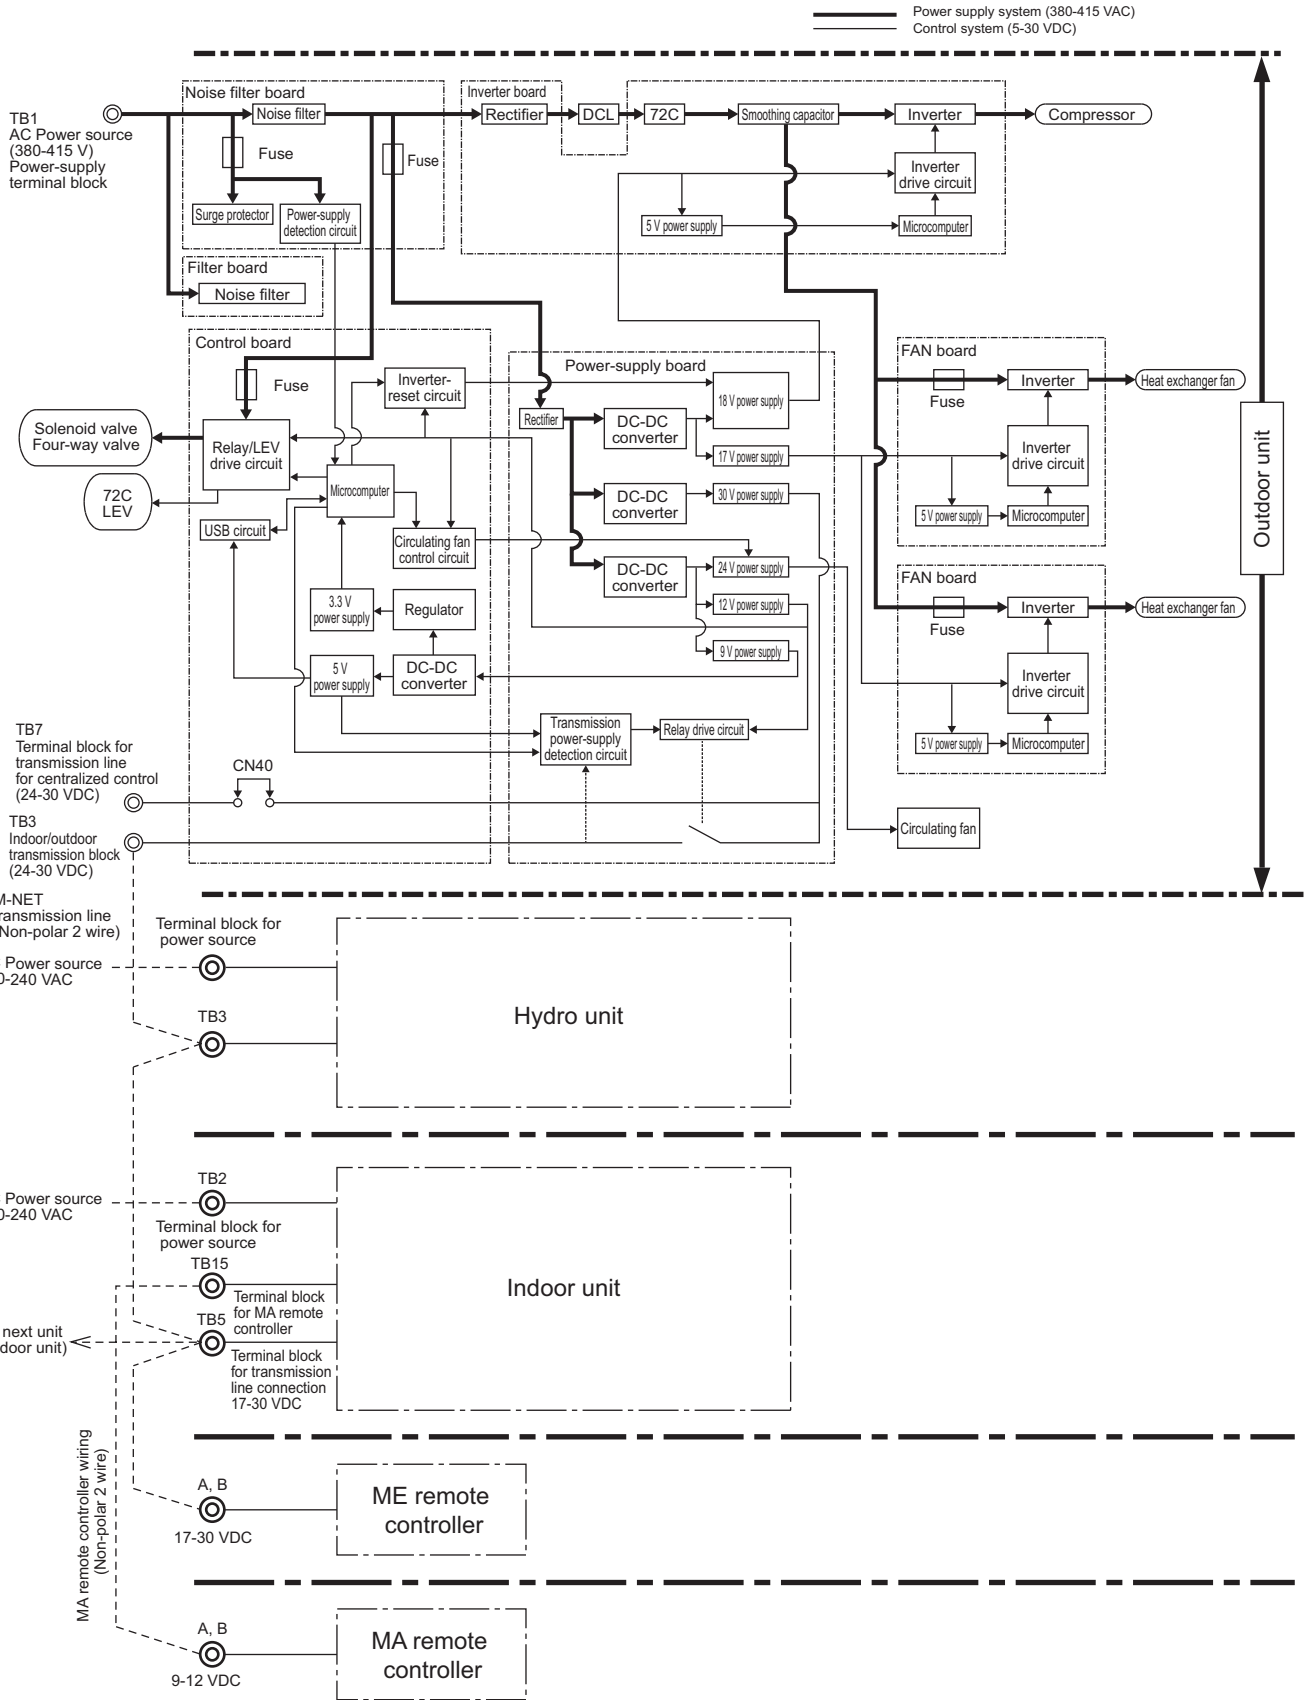 Power supply system (380-415 VAC)
Control system (5-30 VDC)
Noise filter board
Inverter board
TB1
AC Power source
(380-415 V)
Power-supply
terminal block
Noise filter
Rectifier
DCL
72C
Smoothing capacitor
Inverter
Compressor
Fuse
Fuse
Inverter
drive circuit
Surge protector
Power-supply
detection circuit
5 V power supply
Microcomputer
Filter board
Noise filter
Control board
Power-supply board
FAN board
Fuse
Inverter-
reset circuit
18 V power supply
Fuse
Inverter
Heat exchanger fan
Solenoid valve
Four-way valve
Relay/LEV
drive circuit
Rectifier
DC-DC
converter
17 V power supply
Inverter
drive circuit
Outdoor unit
72C
LEV
Microcomputer
DC-DC
converter
30 V power supply
5 V power supply
Microcomputer
USB circuit
Circulating fan
control circuit
DC-DC
converter
24 V power supply
FAN board
3.3 V
power supply
Regulator
12 V power supply
Fuse
Inverter
Heat exchanger fan
5 V
power supply
DC-DC
converter
9 V power supply
Inverter
drive circuit
TB7
Terminal block for
transmission line
for centralized control
(24-30 VDC)
CN40
Transmission
power-supply
detection circuit
Relay drive circuit
5 V power supply
Microcomputer
TB3
Indoor/outdoor
transmission block
(24-30 VDC)
Circulating fan
M-NET
ransmission line
Non-polar 2 wire)
Terminal block for
power source
Power source
0-240 VAC
TB3
Hydro unit
TB2
Power source
0-240 VAC
Terminal block for
power source
TB15
Terminal block
for MA remote
controller
Indoor unit
TB5
next unit
door unit)
Terminal block
for transmission
line connection
17-30 VDC
MA remote controller wiring
(Non-polar 2 wire)
A, B
17-30 VDC
ME remote
controller
A, B
9-12 VDC
MA remote
controller